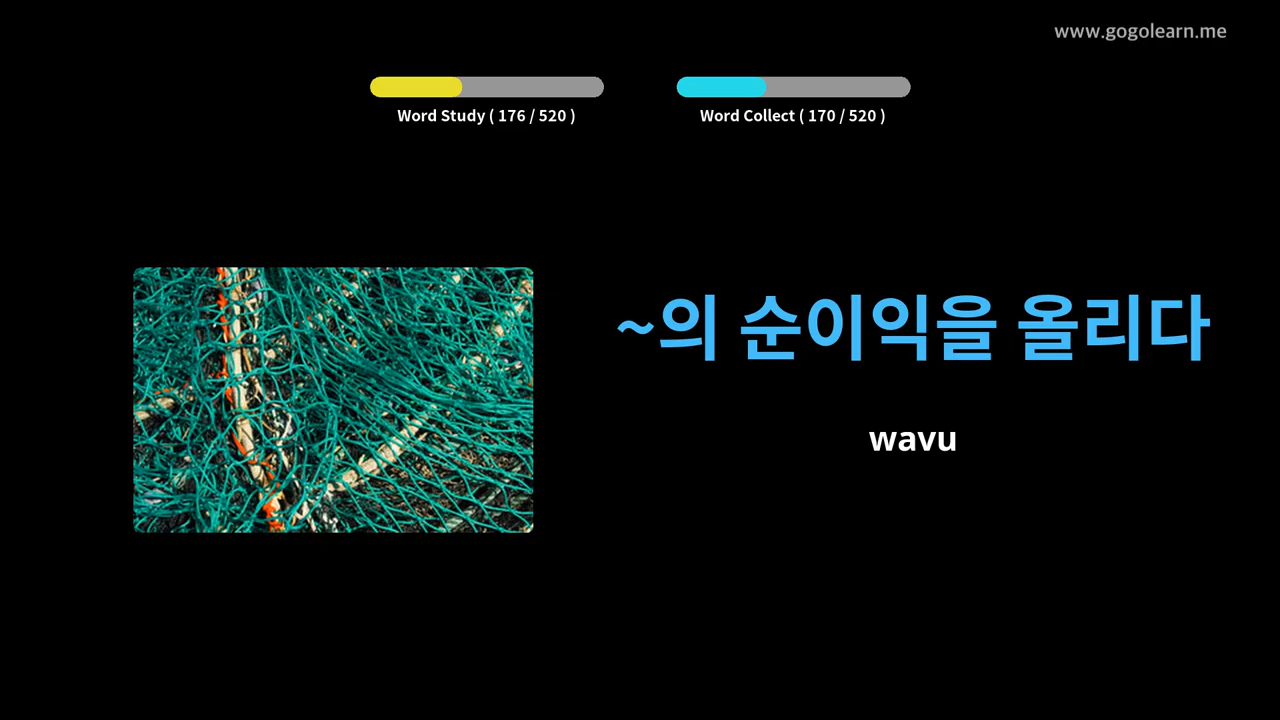 www.gogolearn.me
Word Study ( 176 / 520 )
Word Collect ( 170 / 520 )
~의 순이익을 올리다
wavu